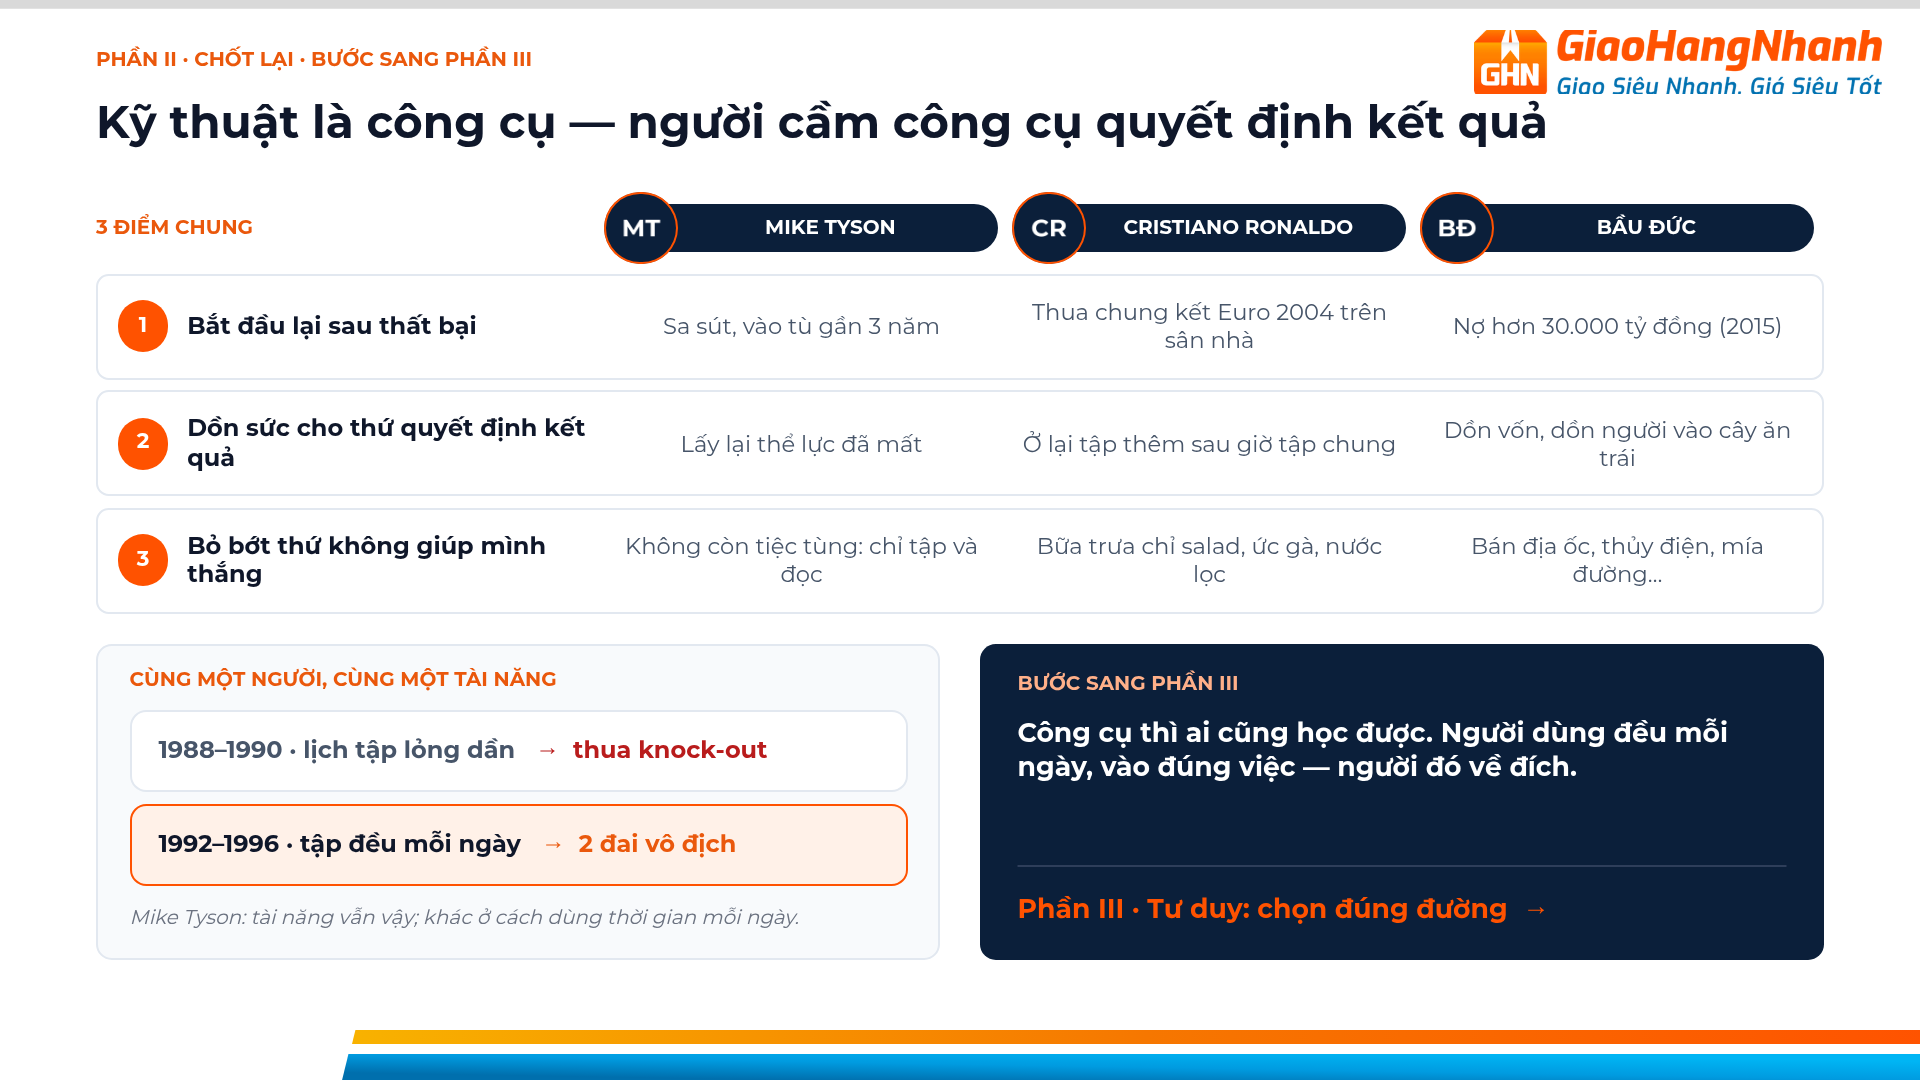 PHẦN II · CHỐT LẠI · BƯỚC SANG PHẦN III
GHN
GiaoHangNhanh
Giao Siêu Nhanh. Giá Siêu Tốt
Kỹ thuật là công cụ — người cầm công cụ quyết định kết quả
3 ĐIỂM CHUNG
MT
MIKE TYSON
CR
CRISTIANO RONALDO
BĐ
BẦU ĐỨC
1
Bắt đầu lại sau thất bại
Sa sút, vào tù gần 3 năm
Thua chung kết Euro 2004 trên
sân nhà
Nợ hơn 30.000 tỷ đồng (2015)
2
Dồn sức cho thứ quyết định kết
quả
Lấy lại thể lực đã mất
Ở lại tập thêm sau giờ tập chung
Dồn vốn, dồn người vào cây ăn
trái
3
Bỏ bớt thứ không giúp mình
thắng
Không còn tiệc tùng: chỉ tập và
đọc
Bữa trưa chỉ salad, ức gà, nước
lọc
Bán địa ốc, thủy điện, mía
đường...
CÙNG MỘT NGƯỜI, CÙNG MỘT TÀI NĂNG
1988–1990 · lịch tập lỏng dần → thua knock-out
1992–1996 · tập đều mỗi ngày → 2 đai vô địch
Mike Tyson: tài năng vẫn vậy; khác ở cách dùng thời gian mỗi ngày.
BƯỚC SANG PHẦN III
Công cụ thì ai cũng học được. Người dùng đều mỗi
ngày, vào đúng việc — người đó về đích.
Phần III · Tư duy: chọn đúng đường →